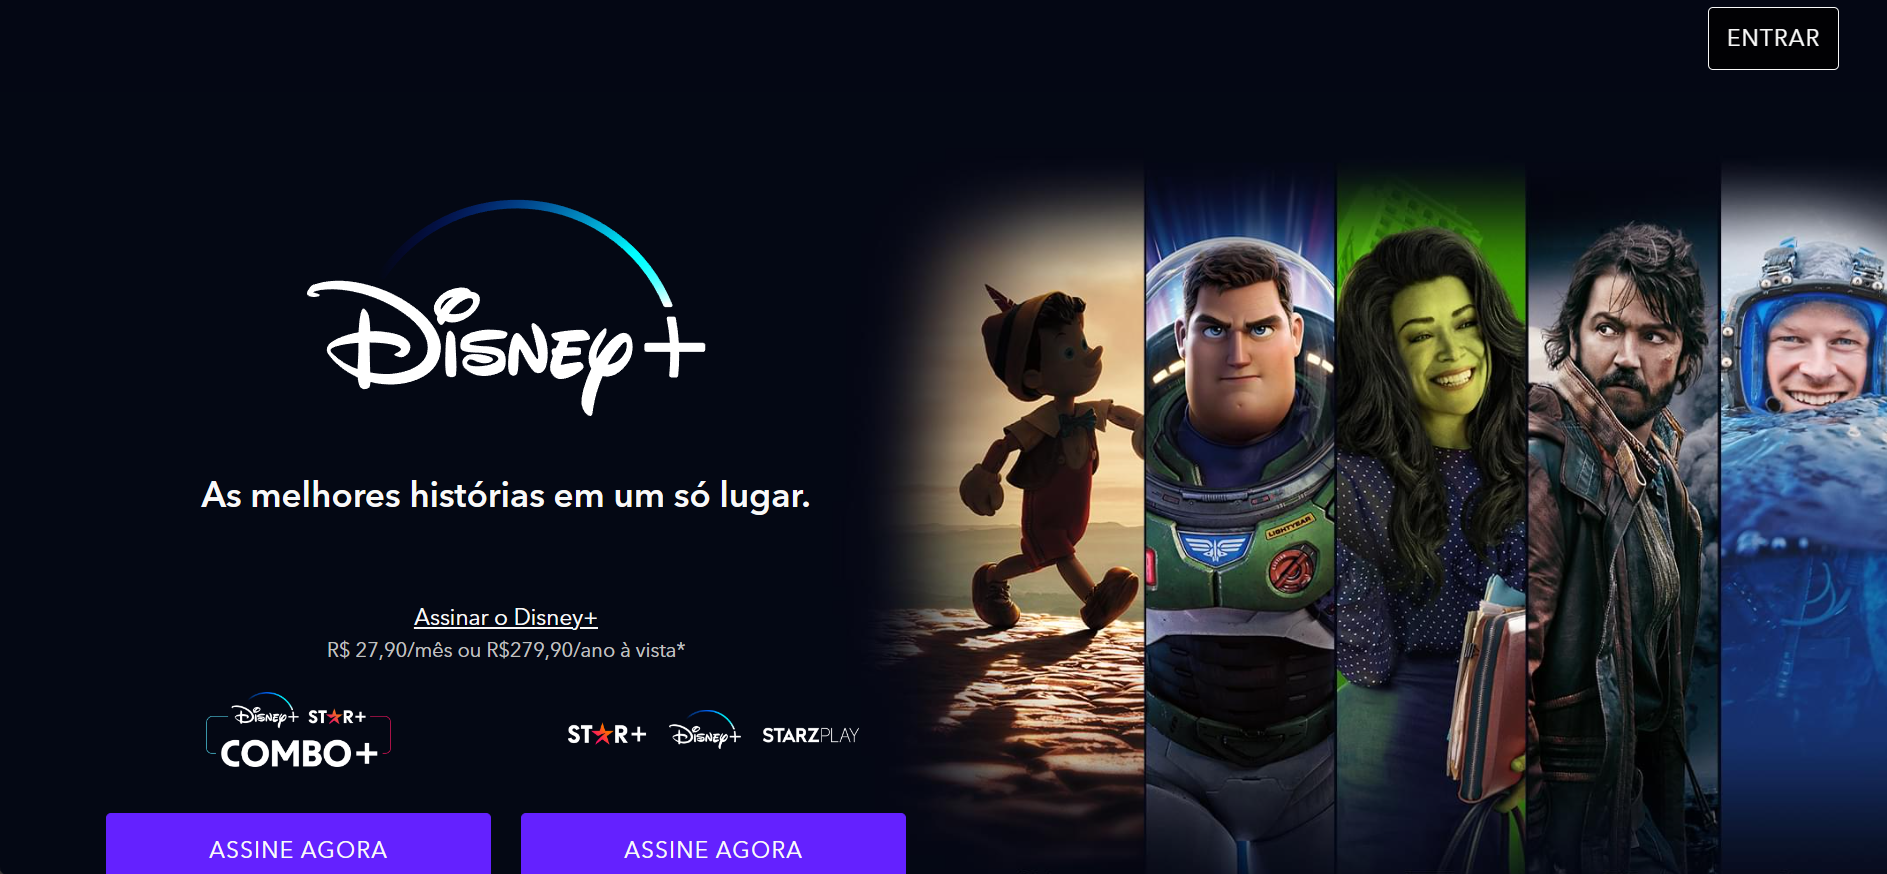 ENTRAR
Disney+
As melhores histórias em um só lugar.
Assinar o Disney+
R$ 27,90/mês ou R$279,90/ano à vista*
Disney+ STAR+
COMBO+
STAR+ Disney+ STARZPLAY
ASSINE AGORA
ASSINE AGORA
LIGHTYEAR